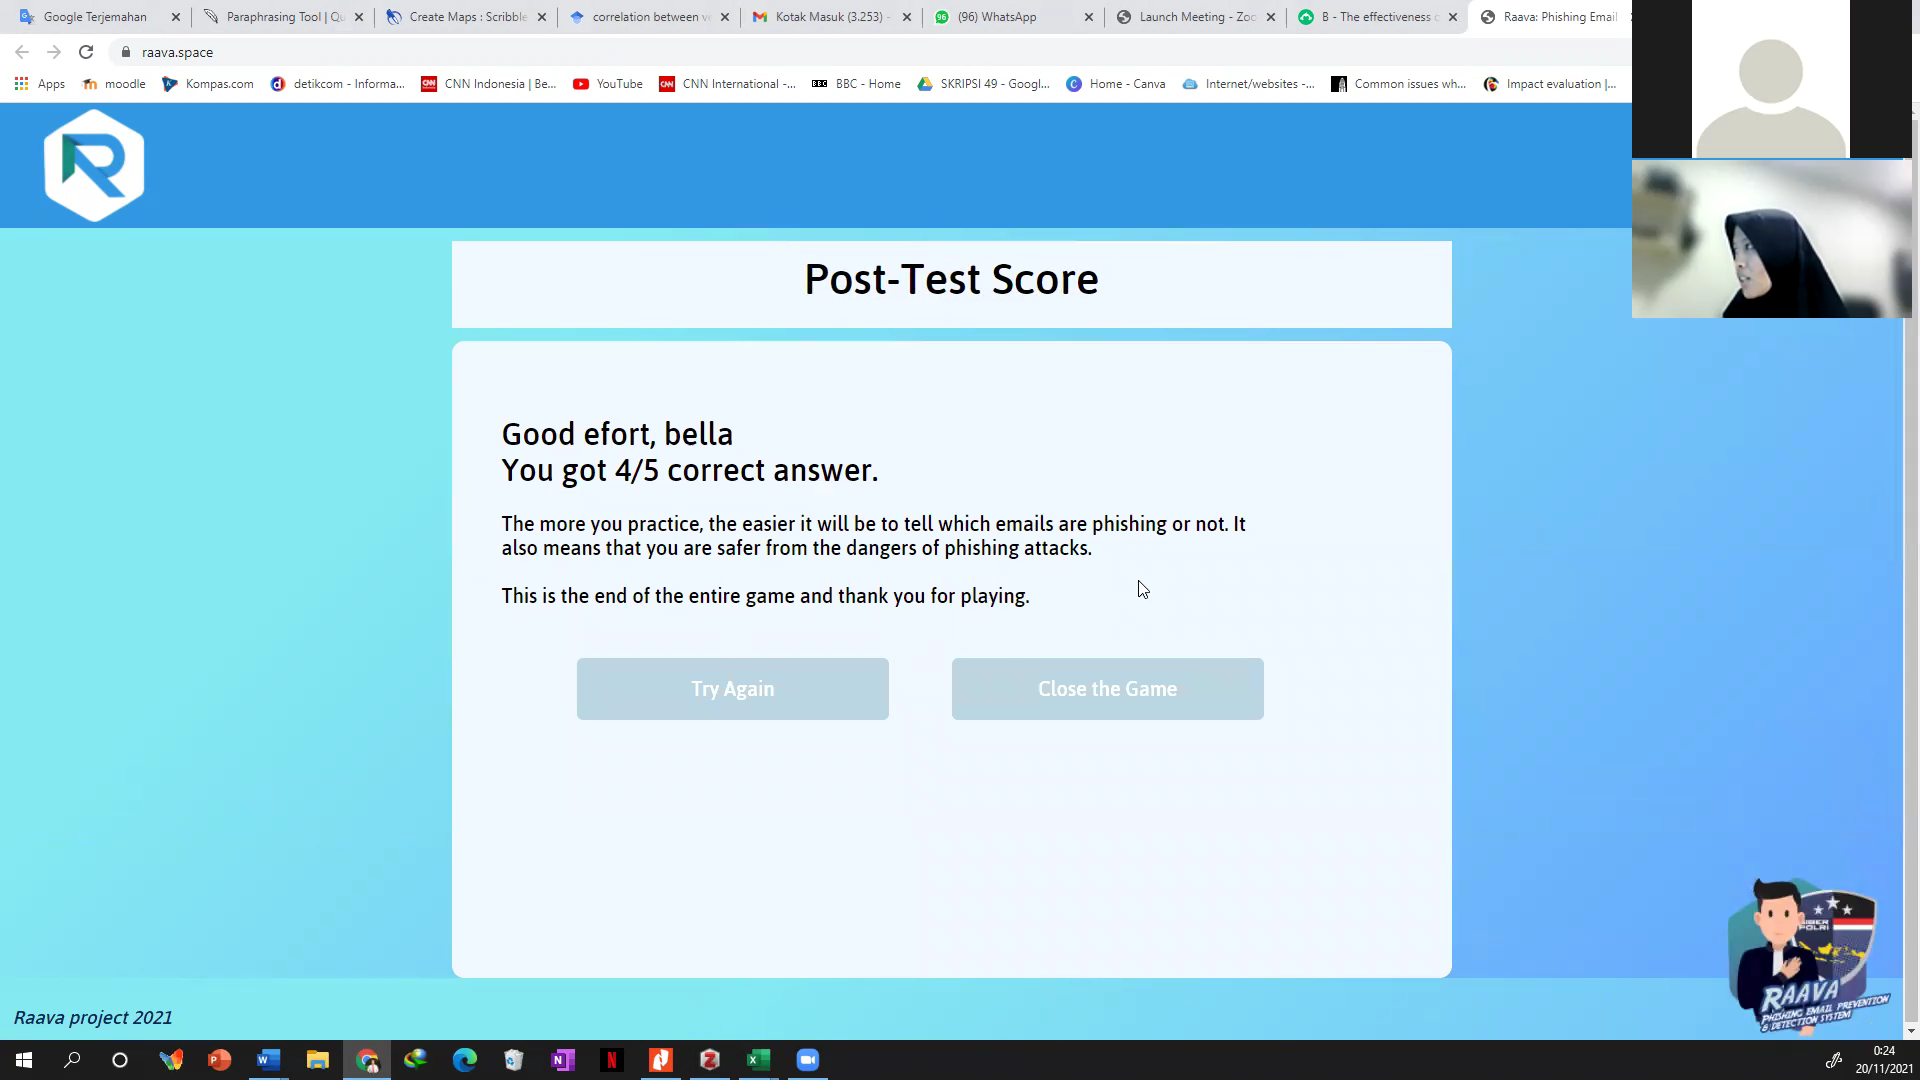 Google Terjemahan
Paraphrasing Tool | Qu
Create Maps : Scribble
correlation between v
Kotak Masuk (3.253) -
(96) WhatsApp
Launch Meeting - Zoo
B - The effectiveness o
Raava: Phishing Email
raava.space
Apps
moodle
Kompas.com
detikcom - Informa...
CNN Indonesia | Be...
YouTube
CNN International -...
BBC - Home
SKRIPSI 49 - Googl...
Home - Canva
Internet/websites -...
Common issues wh...
Impact evaluation |...
Post-Test Score
Good efort, bella
You got 4/5 correct answer.
The more you practice, the easier it will be to tell which emails are phishing or not. It
also means that you are safer from the dangers of phishing attacks.
This is the end of the entire game and thank you for playing.
Try Again
Close the Game
SIBER
POLRI
RAAVA
PHISHING EMAIL PREVENTION
& DETECTION SYSTEM
Raava project 2021
0:24
20/11/2021